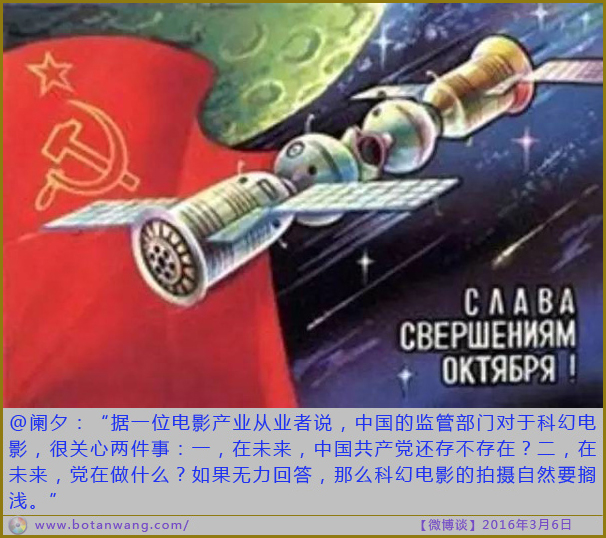 СЛАВА
СВЕРШЕНИЯМ
ОКТЯБРЯ!
@阑夕：“据一位电影产业从业者说，中国的监管部门对于科幻电
影，很关心两件事：一，在未来，中国共产党还存不存在？二，在
未来，党在做什么？如果无力回答，那么科幻电影的拍摄自然要搁
浅。”
www.botanwang.com/
【微博谈】2016年3月6日